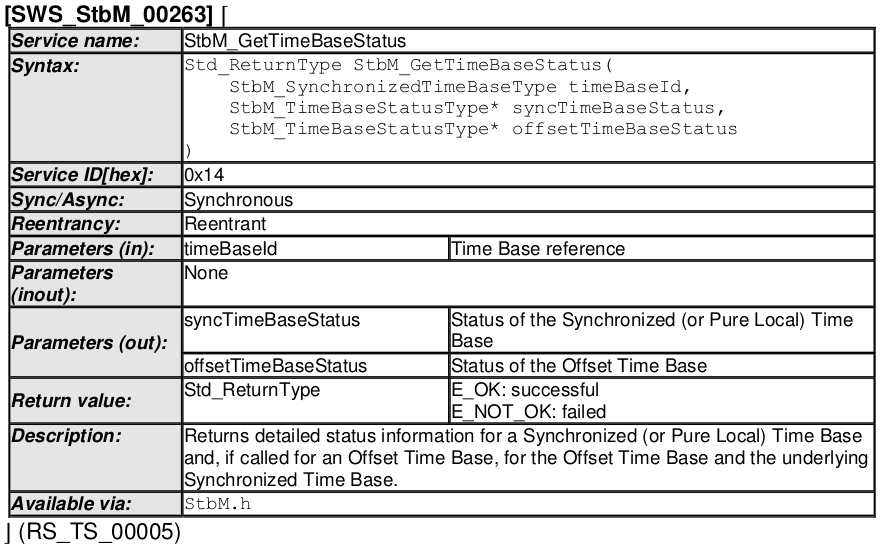 [SWS_StbM_00263] ⌈
Service name: StbM_GetTimeBaseStatus
Syntax: Std_ReturnType StbM_GetTimeBaseStatus(
StbM_SynchronizedTimeBaseType timeBaseId,
StbM_TimeBaseStatusType* syncTimeBaseStatus,
StbM_TimeBaseStatusType* offsetTimeBaseStatus
)
Service ID[hex]: 0x14
Sync/Async: Synchronous
Reentrancy: Reentrant
Parameters (in): timeBaseId Time Base reference
Parameters
(inout):
None
Parameters (out):
syncTimeBaseStatus
Status of the Synchronized (or Pure Local) Time
Base
offsetTimeBaseStatus Status of the Offset Time Base
Return value:
Std_ReturnType
E_OK: successful
E_NOT_OK: failed
Description:
Returns detailed status information for a Synchronized (or Pure Local) Time Base
and, if called for an Offset Time Base, for the Offset Time Base and the underlying
Synchronized Time Base.
Available via: StbM.h
⌋ (RS_TS_00005)